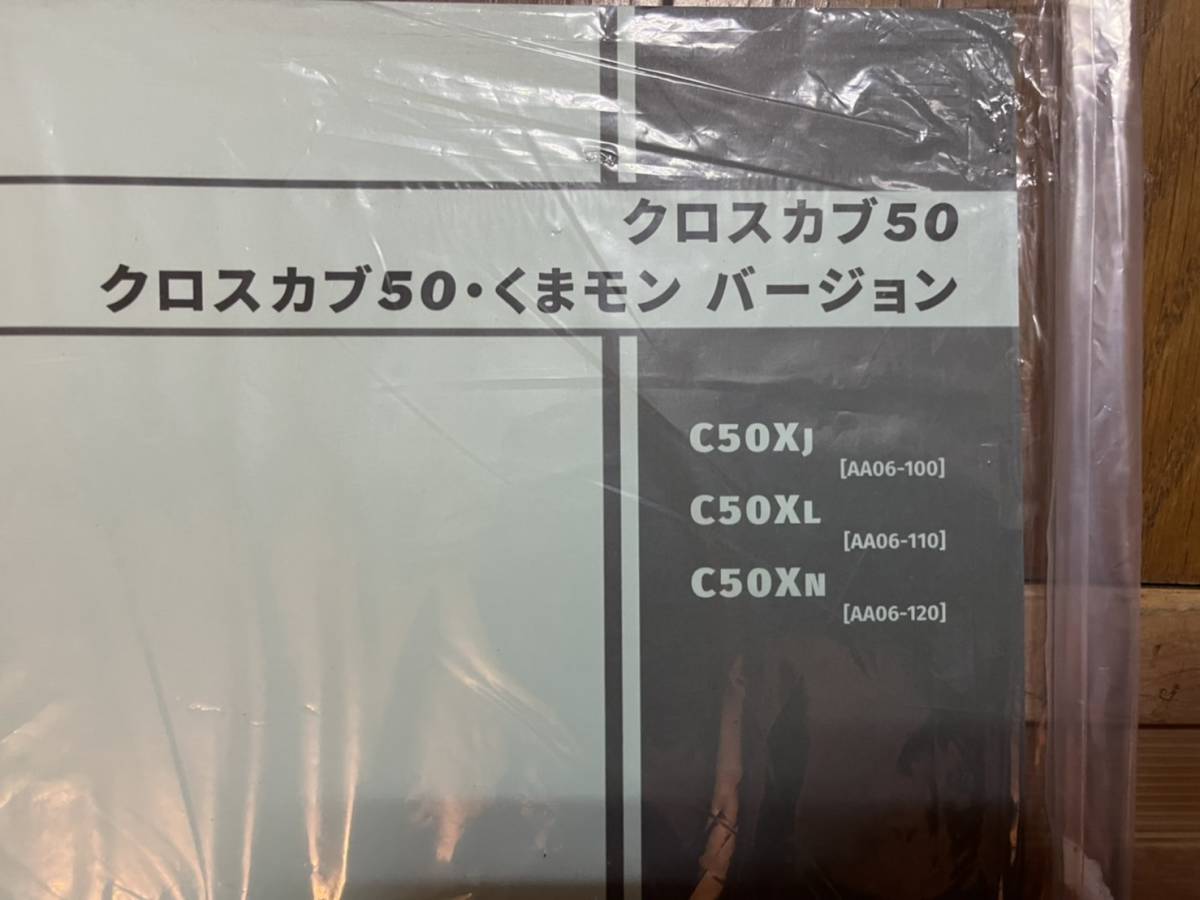 クロスカブ50
クロスカブ50・くまモン バージョン
C50XJ
[AA06-100]
C50XL
[AA06-110]
C50XN
[AA06-120]